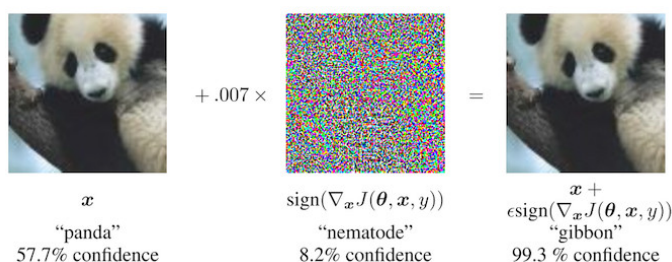 + .007 ×
=
x
sign(∇ₓJ(θ, x, y))
x +
ϵsign(∇ₓJ(θ, x, y))
“panda”
“nematode”
“gibbon”
57.7% confidence
8.2% confidence
99.3 % confidence